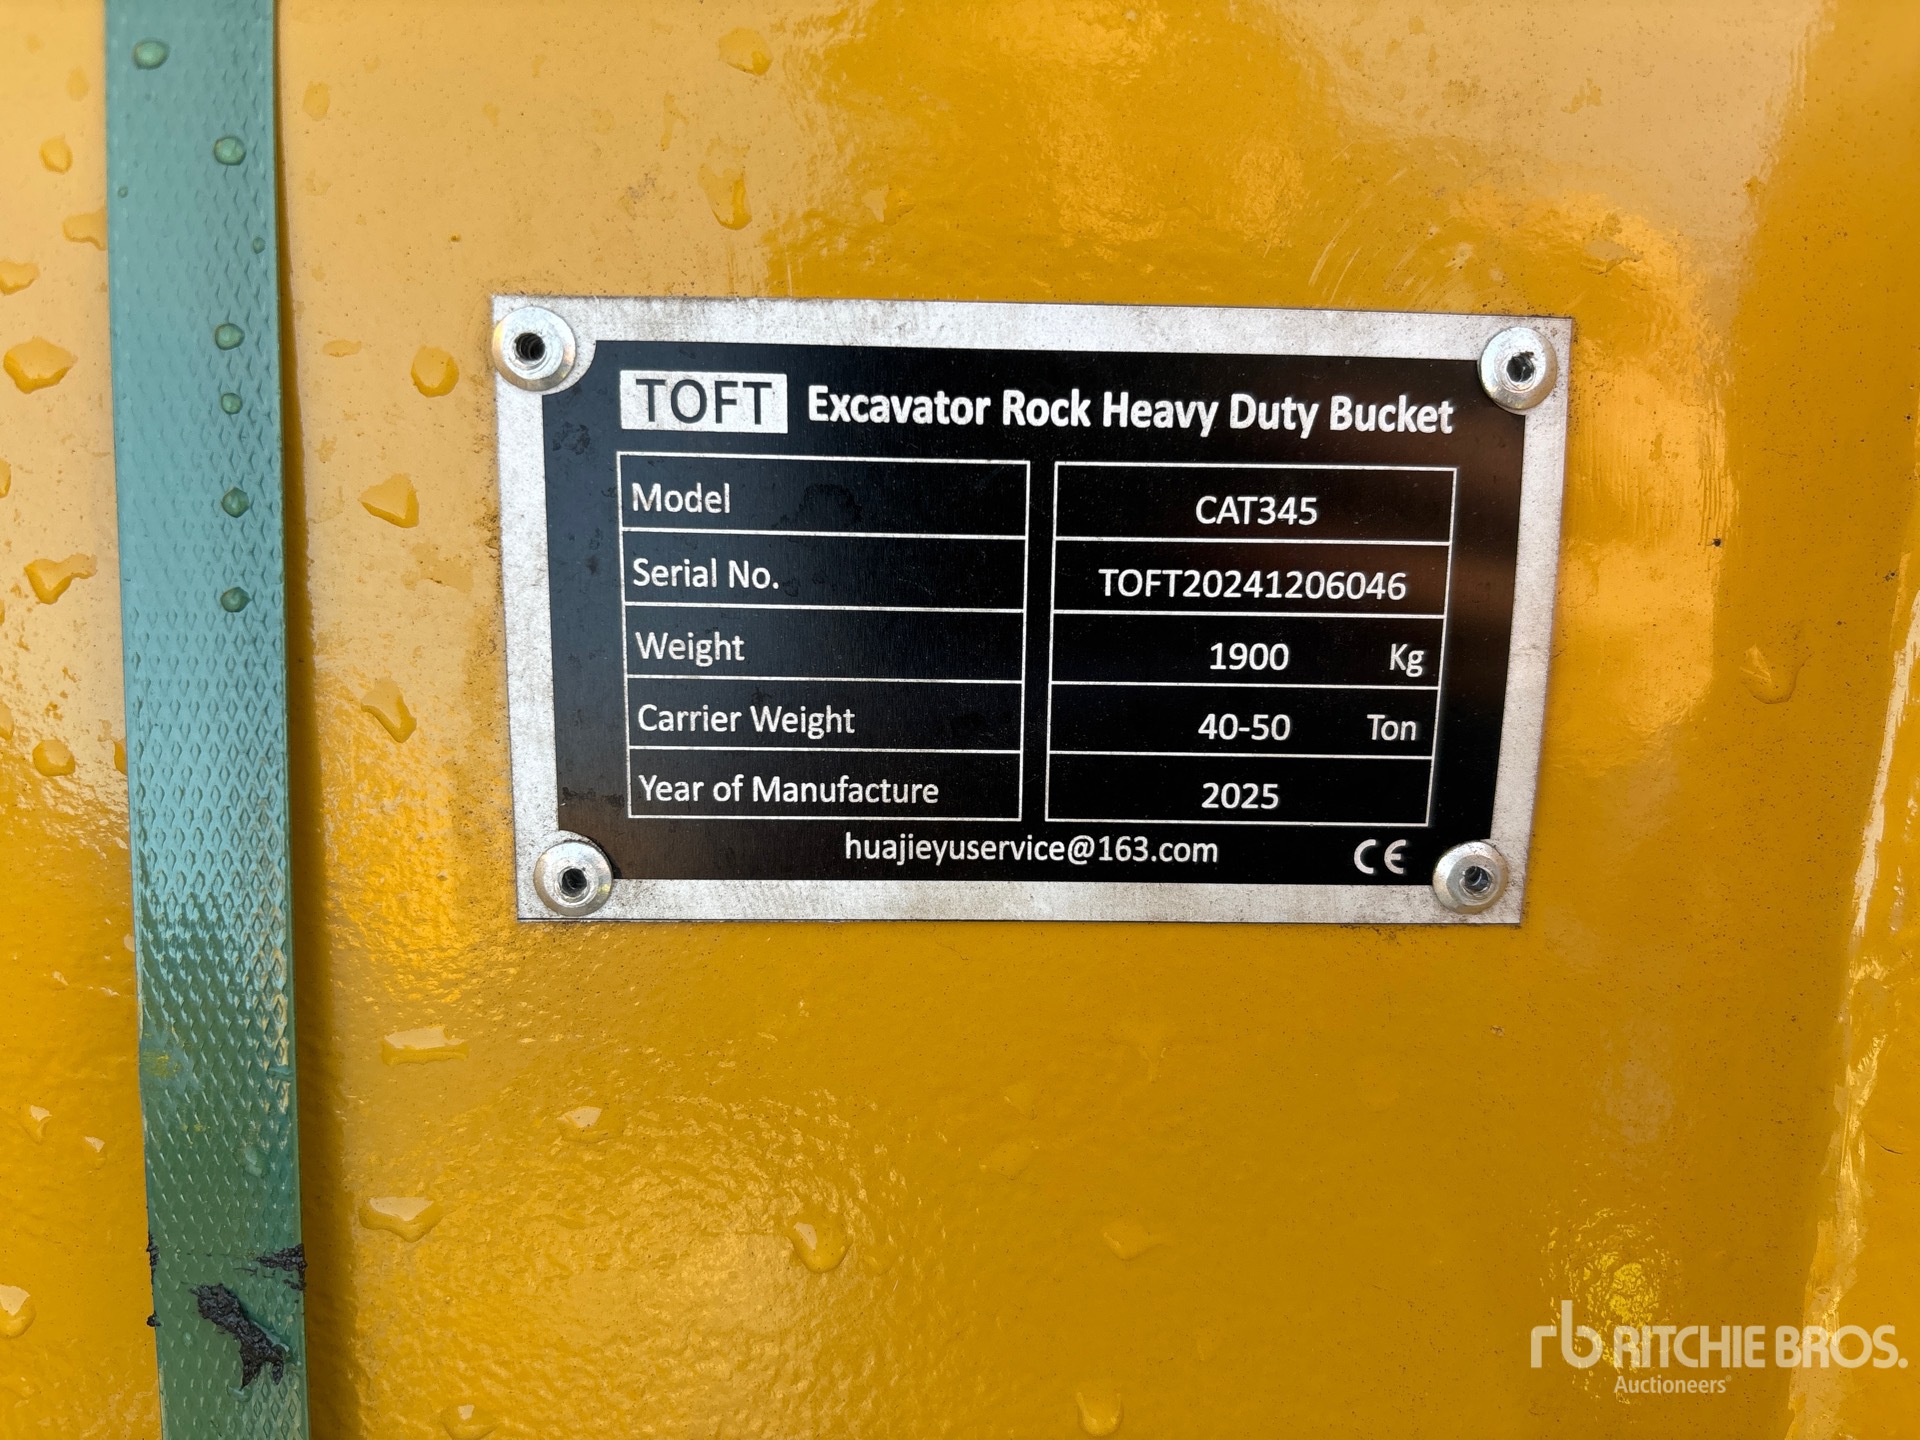 TOFT Excavator Rock Heavy Duty Bucket
Model CAT345
Serial No. TOFT20241206046
Weight 1900 Kg
Carrier Weight 40-50 Ton
Year of Manufacture 2025
huajieyuservice@163.com CE
rb RITCHIE BROS.
Auctioneers